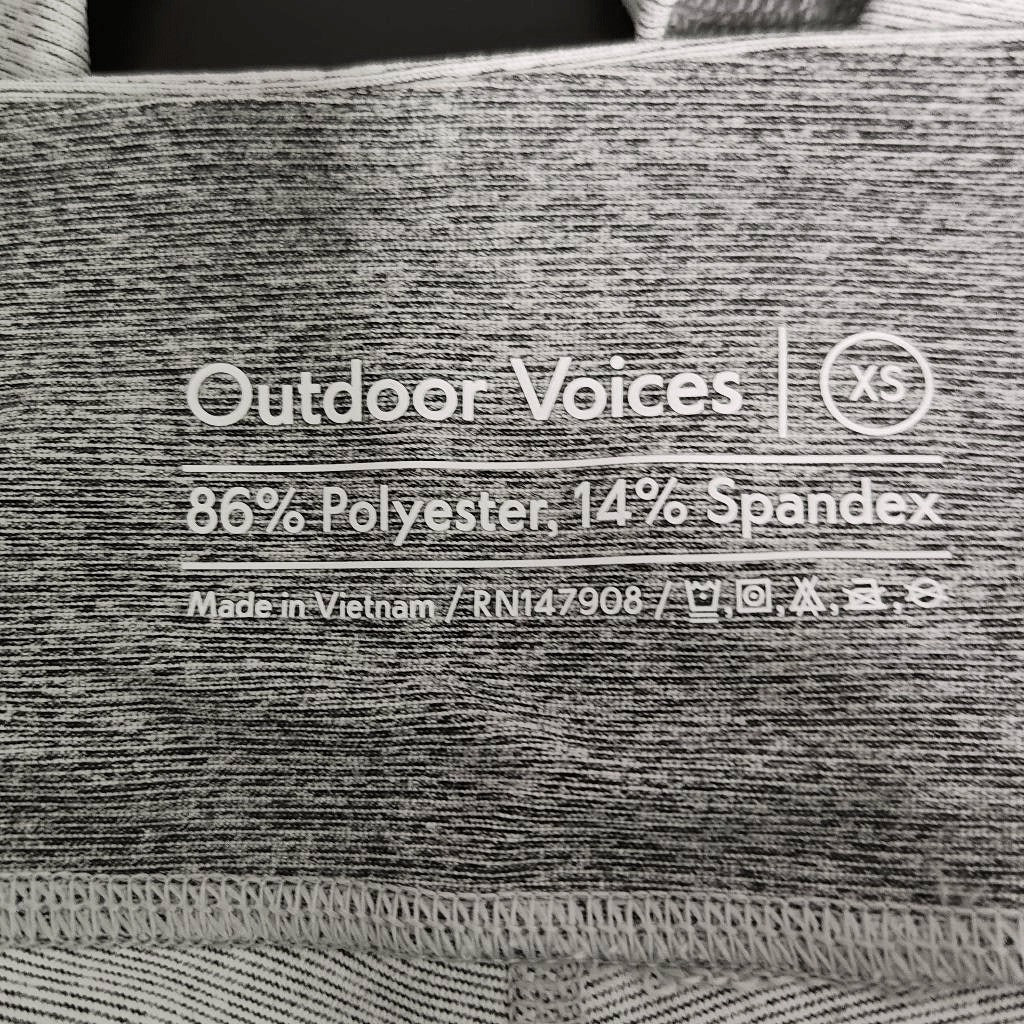 Outdoor Voices | XS
86% Polyester, 14% Spandex
Made in Vietnam / RN147908 /